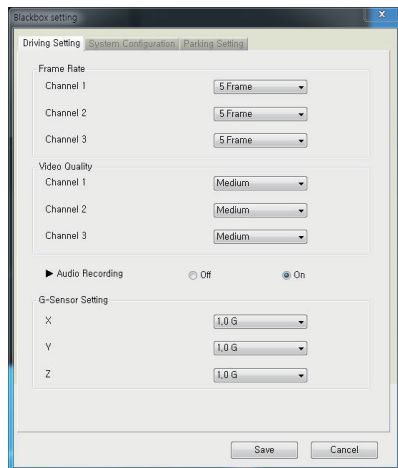 Blackbox setting
Driving Setting System Configuration Parking Setting
Frame Rate
Channel 1 5 Frame
Channel 2 5 Frame
Channel 3 5 Frame
Video Quality
Channel 1 Medium
Channel 2 Medium
Channel 3 Medium
▶ Audio Recording Off On
G-Sensor Setting
X 1,0 G
Y 1,0 G
Z 1,0 G
Save Cancel